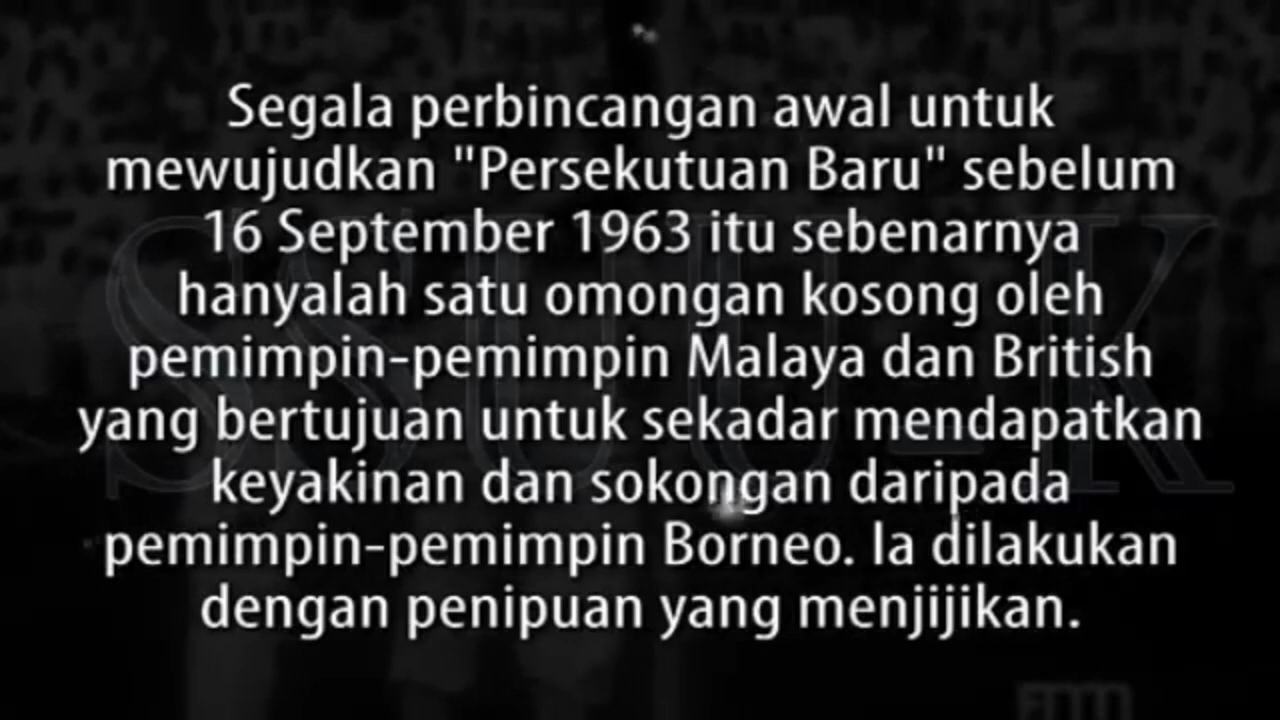 Segala perbincangan awal untuk
mewujudkan "Persekutuan Baru" sebelum
16 September 1963 itu sebenarnya
hanyalah satu omongan kosong oleh
pemimpin-pemimpin Malaya dan British
yang bertujuan untuk sekadar mendapatkan
keyakinan dan sokongan daripada
pemimpin-pemimpin Borneo. Ia dilakukan
dengan penipuan yang menjijikan.
SSUU-K